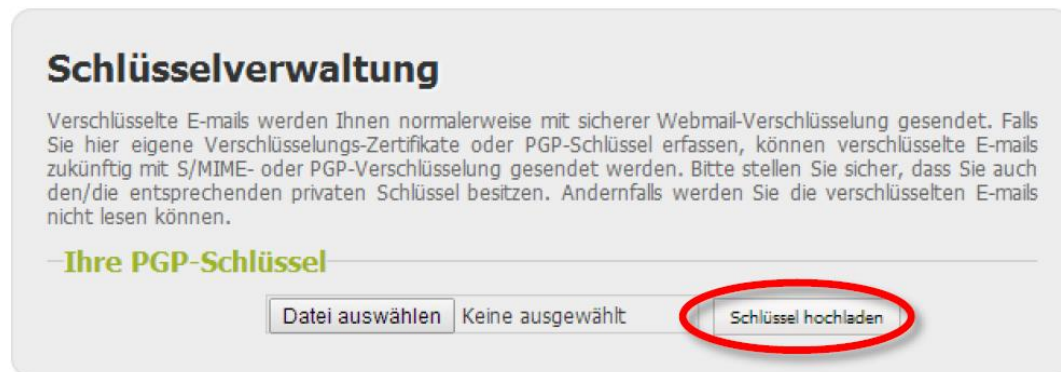 Schlüsselverwaltung
Verschlüsselte E-mails werden Ihnen normalerweise mit sicherer Webmail-Verschlüsselung gesendet. Falls
Sie hier eigene Verschlüsselungs-Zertifikate oder PGP-Schlüssel erfassen, können verschlüsselte E-mails
zukünftig mit S/MIME- oder PGP-Verschlüsselung gesendet werden. Bitte stellen Sie sicher, dass Sie auch
den/die entsprechenden privaten Schlüssel besitzen. Andernfalls werden Sie die verschlüsselten E-mails
nicht lesen können.
Ihre PGP-Schlüssel
Datei auswählen Keine ausgewählt Schlüssel hochladen